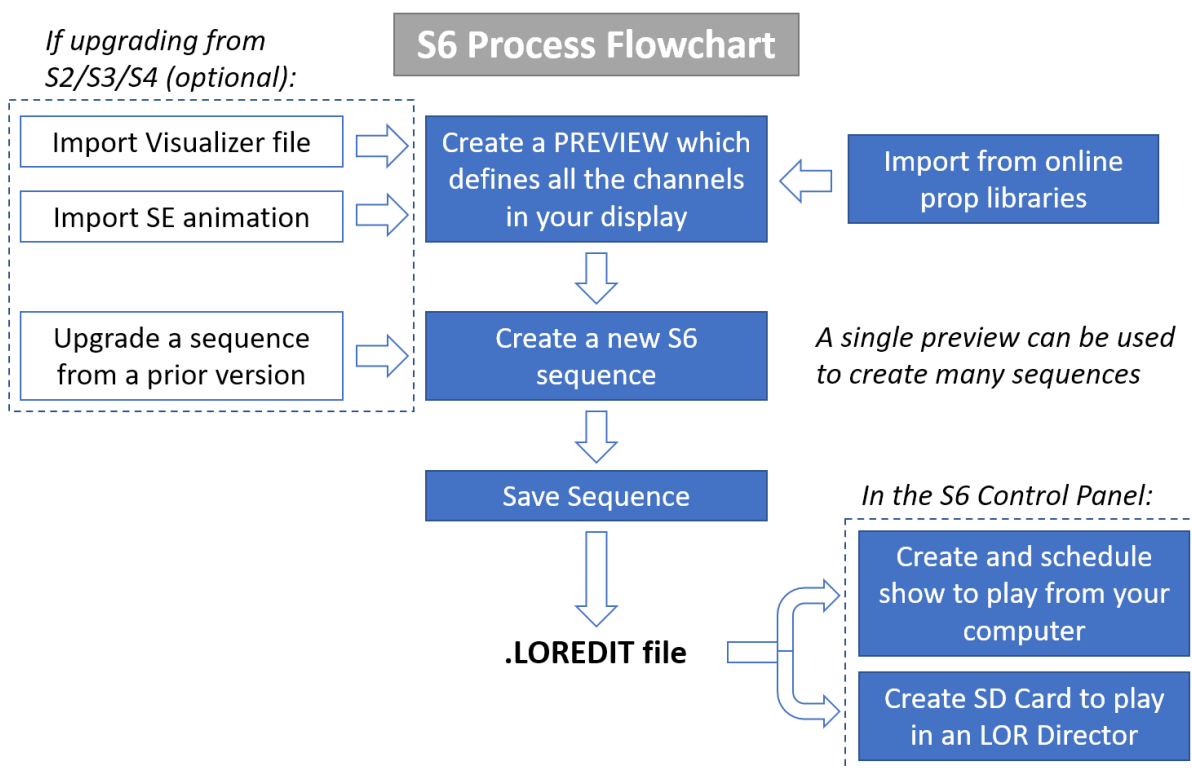 S6 Process Flowchart
If upgrading from
S2/S3/S4 (optional):
Import Visualizer file
Import SE animation
Upgrade a sequence
from a prior version
Create a PREVIEW which
defines all the channels
in your display
Import from online
prop libraries
Create a new S6
sequence
A single preview can be used
to create many sequences
Save Sequence
.LOREDIT file
In the S6 Control Panel:
Create and schedule
show to play from your
computer
Create SD Card to play
in an LOR Director